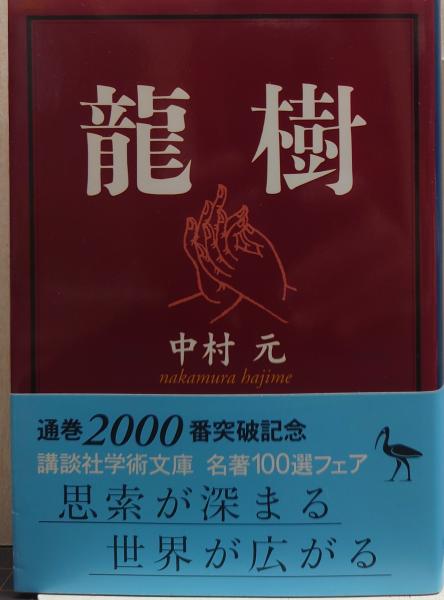 龍樹
中村 元
nakamura hajime
通巻2000番突破記念
講談社学術文庫 名著100選フェア
思索が深まる
世界が広がる